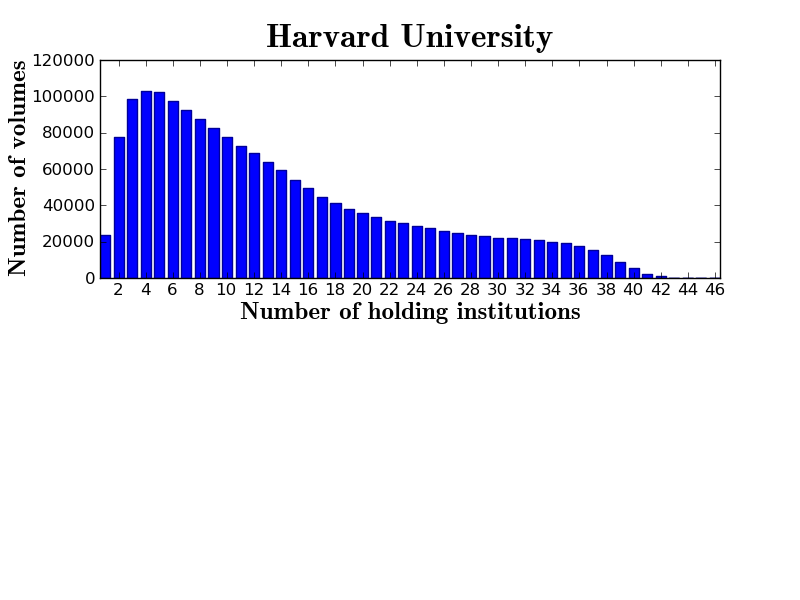 Harvard University
Number of volumes
120000
100000
80000
60000
40000
20000
0
2 4 6 8 10 12 14 16 18 20 22 24 26 28 30 32 34 36 38 40 42 44 46
Number of holding institutions